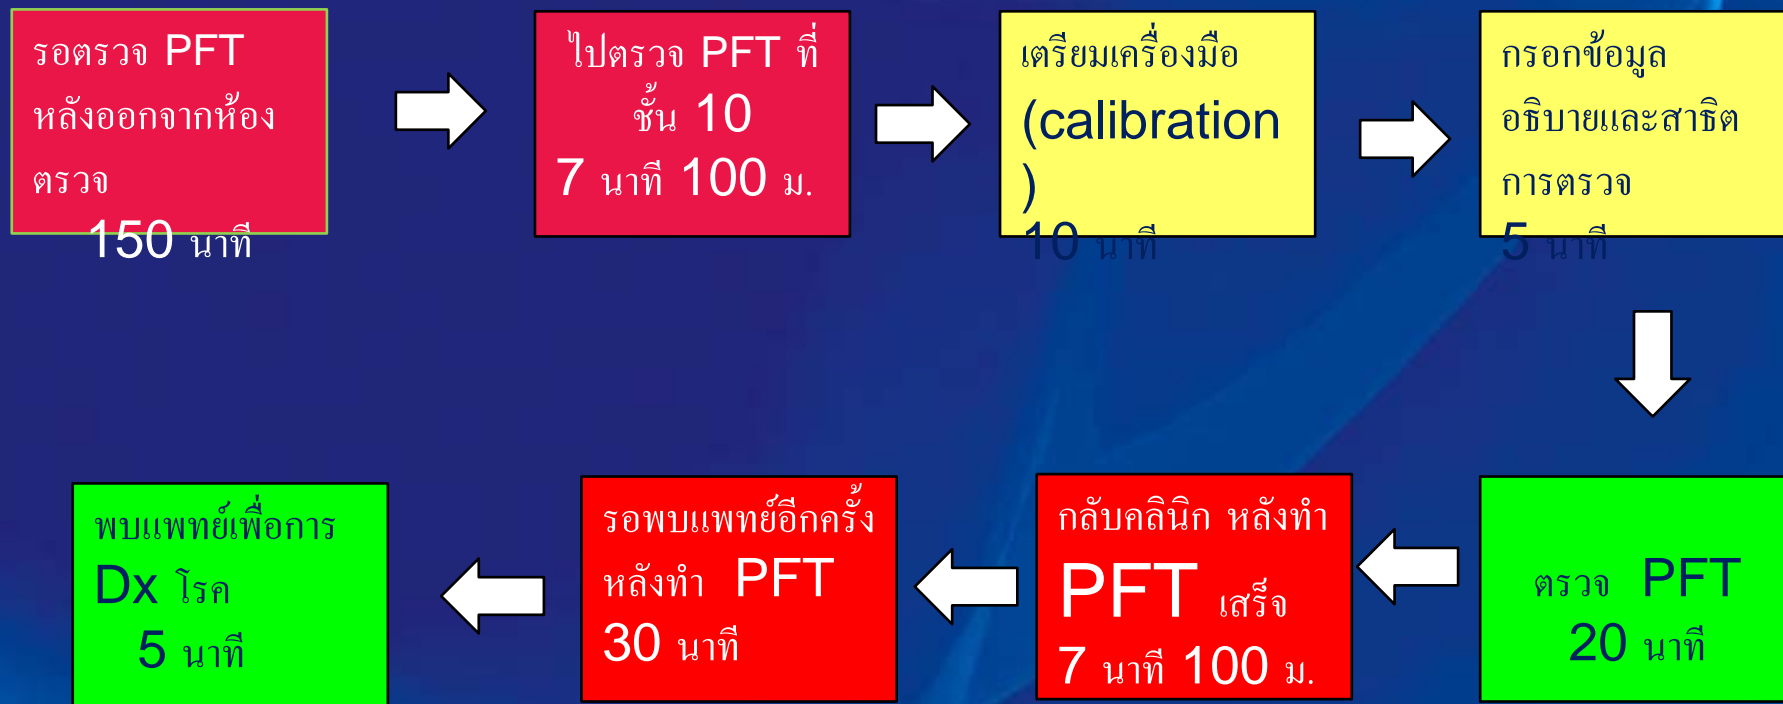 รอตรวจ PFT
หลังออกจากห้อง
ตรวจ
150 นาที
ไปตรวจ PFT ที่
ชั้น 10
7 นาที 100 ม.
เตรียมเครื่องมือ
(calibration
)
10 นาที
กรอกข้อมูล
อธิบายและสาธิต
การตรวจ
5 นาที
ตรวจ PFT
20 นาที
กลับคลินิก หลังทำ
PFT เสร็จ
7 นาที 100 ม.
รอพบแพทย์อีกครั้ง
หลังทำ PFT
30 นาที
พบแพทย์เพื่อการ
Dx โรค
5 นาที